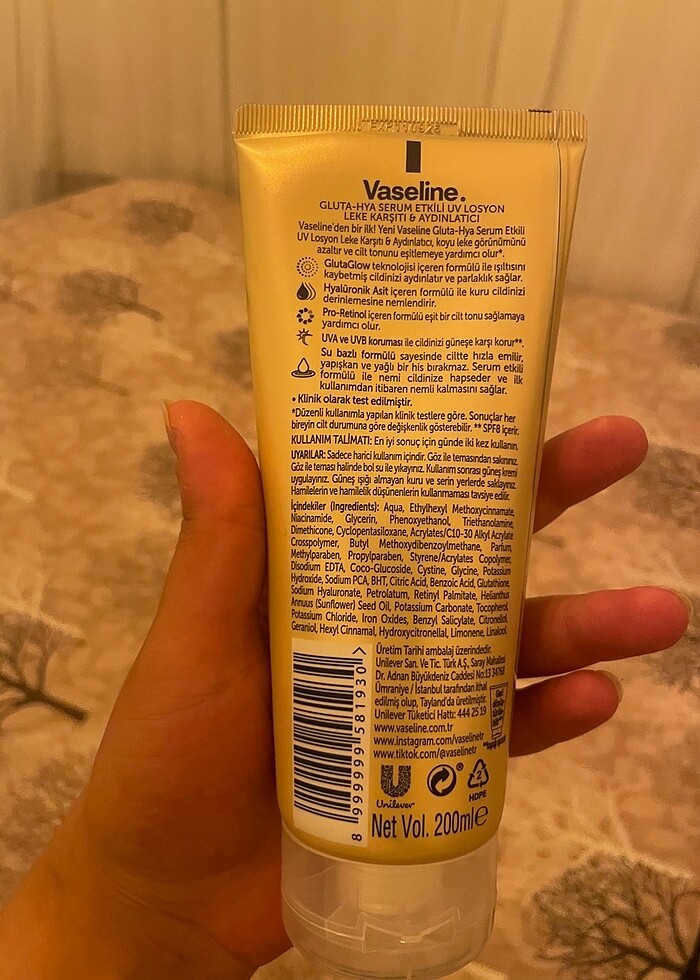 Vaseline.
GLUTA-HYA SERUM ETKİLİ UV LOSYON
LEKE KARŞITI & AYDINLATICI
Vaseline'den bir ilk! Yeni Vaseline Gluta-Hya Serum Etkili
UV Losyon Leke Karşıtı & Aydınlatıcı, koyu leke görünümünü
azaltır ve cilt tonunu eşitlemeye yardımcı olur*.
GlutaGlow teknolojisi içeren formülü ile ışıltısını
kaybetmiş cildinizi aydınlatır ve parlaklık sağlar.
Hyalüronik Asit içeren formülü ile kuru cildinizi
derinlemesine nemlendirir.
Pro-Retinol içeren formülü eşit bir cilt tonu sağlamaya
yardımcı olur.
UVA ve UVB koruması ile cildinizi güneşe karşı korur**.
Su bazlı formülü sayesinde ciltte hızla emilir,
yapışkan ve yağlı bir his bırakmaz. Serum etkili
formülü ile nemi cildinize hapseder ve ilk
kullanımdan itibaren nemli kalmasını sağlar.
• Klinik olarak test edilmiştir.
*Düzenli kullanımla yapılan klinik testlere göre. Sonuçlar her
bireyin cilt durumuna göre değişkenlik gösterebilir. ** SPF8 içerir.
KULLANIM TALİMATI: En iyi sonuç için günde iki kez kullanın.
UYARILAR: Sadece harici kullanım içindir. Göz ile temasından sakınınız.
Göz ile teması halinde bol su ile yıkayınız. Kullanım sonrası güneş kremi
uygulayınız. Güneş ışığı almayan kuru ve serin yerlerde saklayınız.
Hamilelerin ve hamilelik düşünenlerin kullanmaması tavsiye edilir.
İçindekiler (Ingredients): Aqua, Ethylhexyl Methoxycinnamate,
Niacinamide, Glycerin, Phenoxyethanol, Triethanolamine,
Dimethicone, Cyclopentasiloxane, Acrylates/C10-30 Alkyl Acrylate
Crosspolymer, Butyl Methoxydibenzoylmethane, Parfum,
Methylparaben, Propylparaben, Styrene/Acrylates Copolymer,
Disodium EDTA, Coco-Glucoside, Cystine, Glycine, Potassium
Hydroxide, Sodium PCA, BHT, Citric Acid, Benzoic Acid, Glutathione,
Sodium Hyaluronate, Petrolatum, Retinyl Palmitate, Helianthus
Annuus (Sunflower) Seed Oil, Potassium Carbonate, Tocopherol,
Potassium Chloride, Iron Oxides, Benzyl Salicylate, Citronellol,
Geraniol, Hexyl Cinnamal, Hydroxycitronellal, Limonene, Linalool.
Üretim Tarihi ambalaj üzerindedir.
Unilever San. Ve Tic. Türk A.Ş., Saray Mahallesi
Dr. Adnan Büyükdeniz Caddesi No:13 34768
Ümraniye / İstanbul tarafından ithal
edilmiş olup, Tayland'da üretilmiştir.
Unilever Tüketici Hattı: 444 25 19
www.vaseline.com.tr
www.instagram.com/vaselinetr
www.tiktok.com/@vaselinetr
8 999999 581930 >
Unilever
2
HDPE
Net Vol. 200ml e